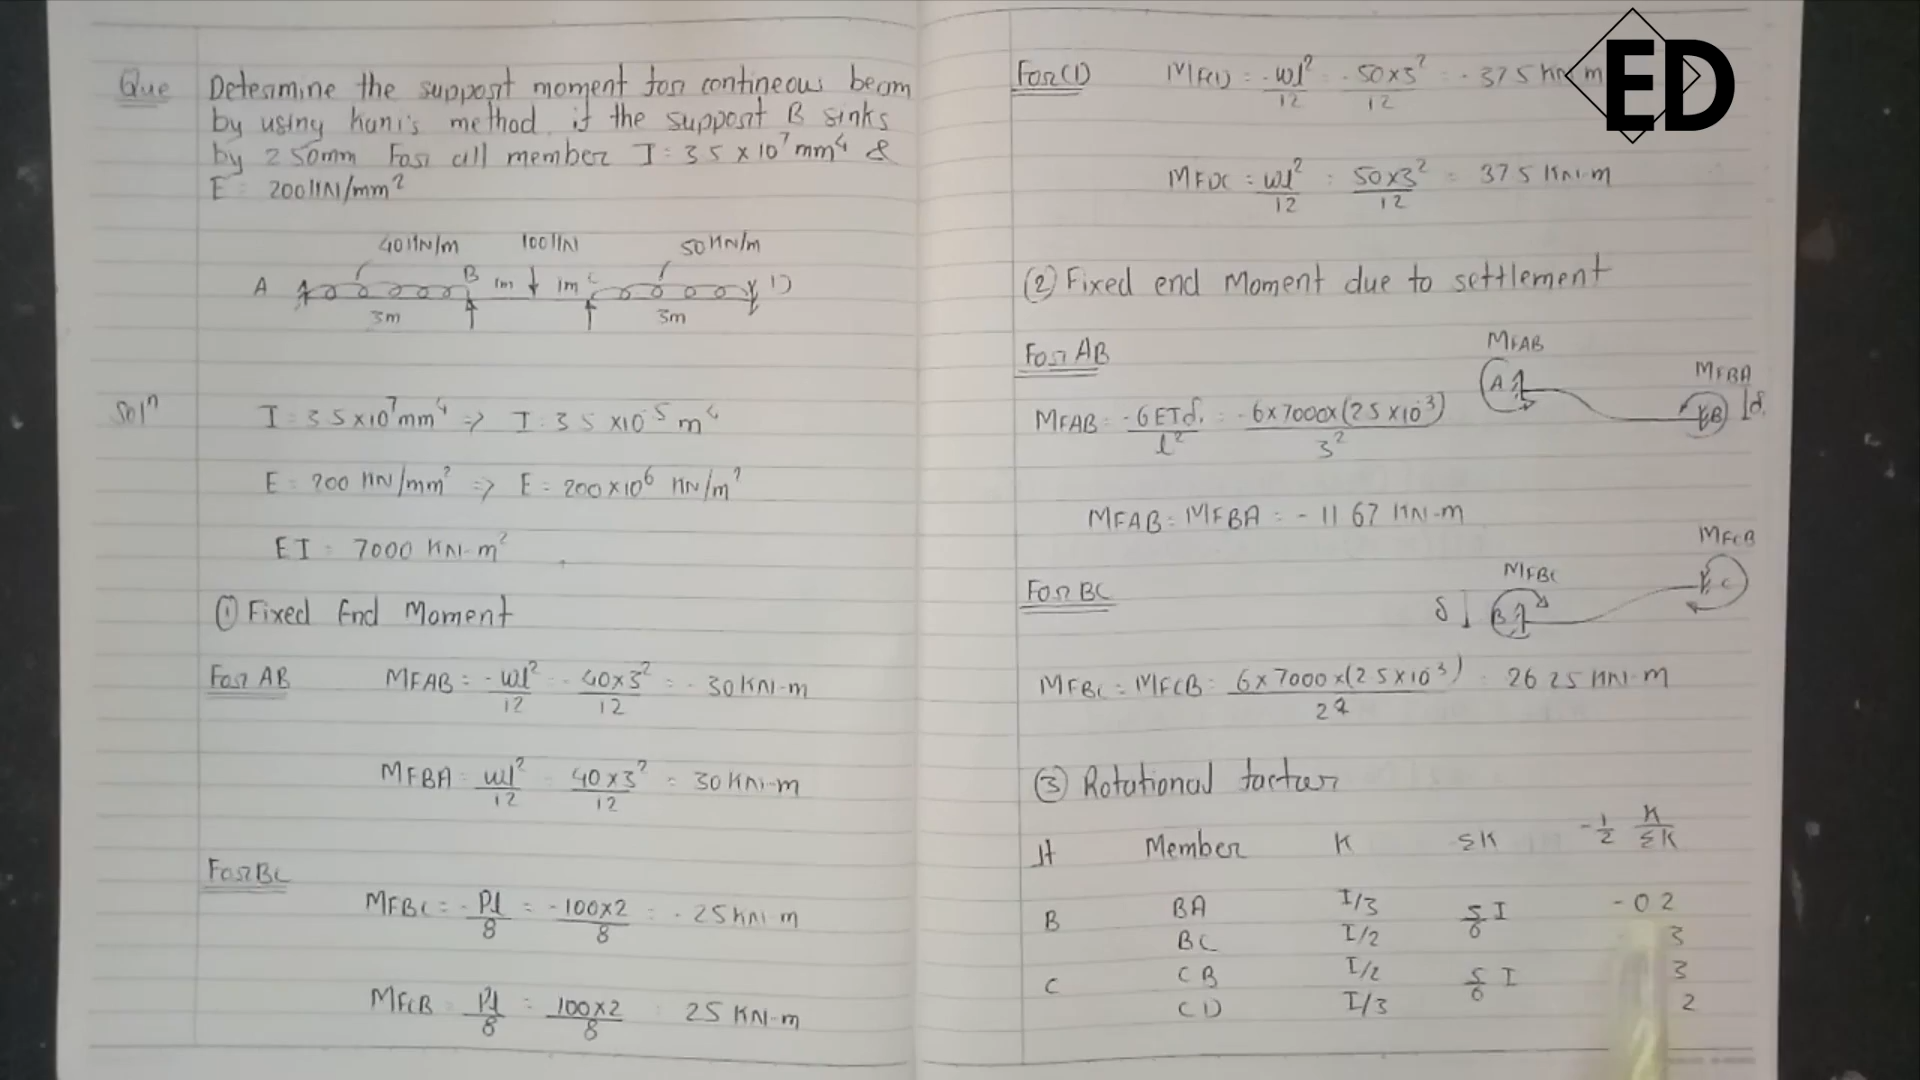 Que Determine the support moment for contineous beam
by using kani's method if the support B sinks
by 2 50mm For all member I = 3 5 x 10^7 mm^4 &
E = 200 KN/mm^2
40 KN/m 100 KN 50 KN/m
A B 1m 1m C D
3m 3m
Sol^n I = 3 5 x 10^7 mm^4 => I = 3 5 x 10^-5 m^4
E = 200 KN/mm^2 => E = 200 x 10^6 KN/m^2
EI = 7000 KN-m^2
① Fixed End Moment
For AB MFAB = -wl^2/12 = -40x3^2/12 = -30 KN-m
MFBA = wl^2/12 = 40x3^2/12 = 30 KN-m
For BC
MFBC = -Pl/8 = -100x2/8 = -25 KN-m
MFCB = Pl/8 = 100x2/8 = 25 KN-m
For CD MFCD = -wl^2/12 = -50x3^2/12 = -37 5 KN-m
ED
MFDC = wl^2/12 = 50x3^2/12 = 37 5 KN-m
② Fixed end Moment due to settlement
For AB
MFAB
A
MFBA
B δ
MFAB = -6EIδ/l^2 = -6x7000x(2 5x10^-3)/3^2
MFAB = MFBA = -11 67 KN-m
For BC
MFBC
MFCB
δ B C
MFBC = MFCB = 6x7000x(2 5x10^-3)/2^2 = 26 25 KN-m
③ Rotational factor
Jt Member K ΣK -1/2 K/ΣK
B BA I/3 5/6 I -0 2
BC I/2 3
C CB I/2 5/6 I 3
CD I/3 2